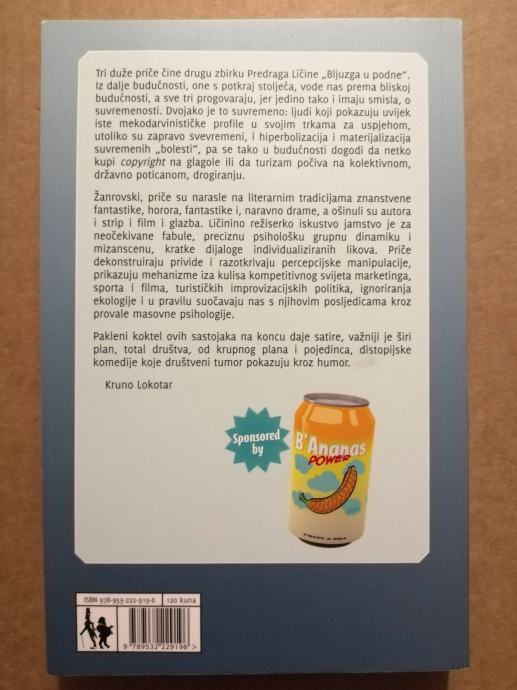 Tri duže priče čine drugu zbirku Predraga Ličine „Bljuzga u podne“.
Iz dalje budućnosti, one s potkraj stoljeća, vode nas prema bliskoj
budućnosti, a sve tri progovaraju, jer jedino tako i imaju smisla, o
suvremenosti. Dvojako je to suvremeno: ljudi koji pokazuju uvijek
iste mekodarvinističke profile u svojim trkama za uspjehom,
utoliko su zapravo svevremeni, i hiperbolizacija i materijalizacija
suvremenih „bolesti“, pa se tako u budućnosti dogodi da netko
kupi copyright na glagole ili da turizam počiva na kolektivnom,
državno poticanom, drogiranju.
Žanrovski, priče su narasle na literarnim tradicijama znanstvene
fantastike, horora, fantastike i, naravno drame, a ošinuli su autora
i strip i film i glazba. Ličinino režisersko iskustvo jamstvo je za
neočekivane fabule, preciznu psihološku grupnu dinamiku i
mizanscenu, kratke dijaloge individualiziranih likova. Priče
dekonstruiraju privide i razotkrivaju percepcijske manipulacije,
prikazuju mehanizme iza kulisa kompetitivnog svijeta marketinga,
sporta i filma, turističkih improvizacijskih politika, ignoriranja
ekologije i u pravilu suočavaju nas s njihovim posljedicama kroz
provale masovne psihologije.
Pakleni koktel ovih sastojaka na koncu daje satire, važniji je širi
plan, total društva, od krupnog plana i pojedinca, distopijske
komedije koje društveni tumor pokazuju kroz humor.
Kruno Lokotar
Sponsored
by
B'Ananas
POWER
ISBN 978-953-222-919-6
120 kuna
9 789532 229196 >